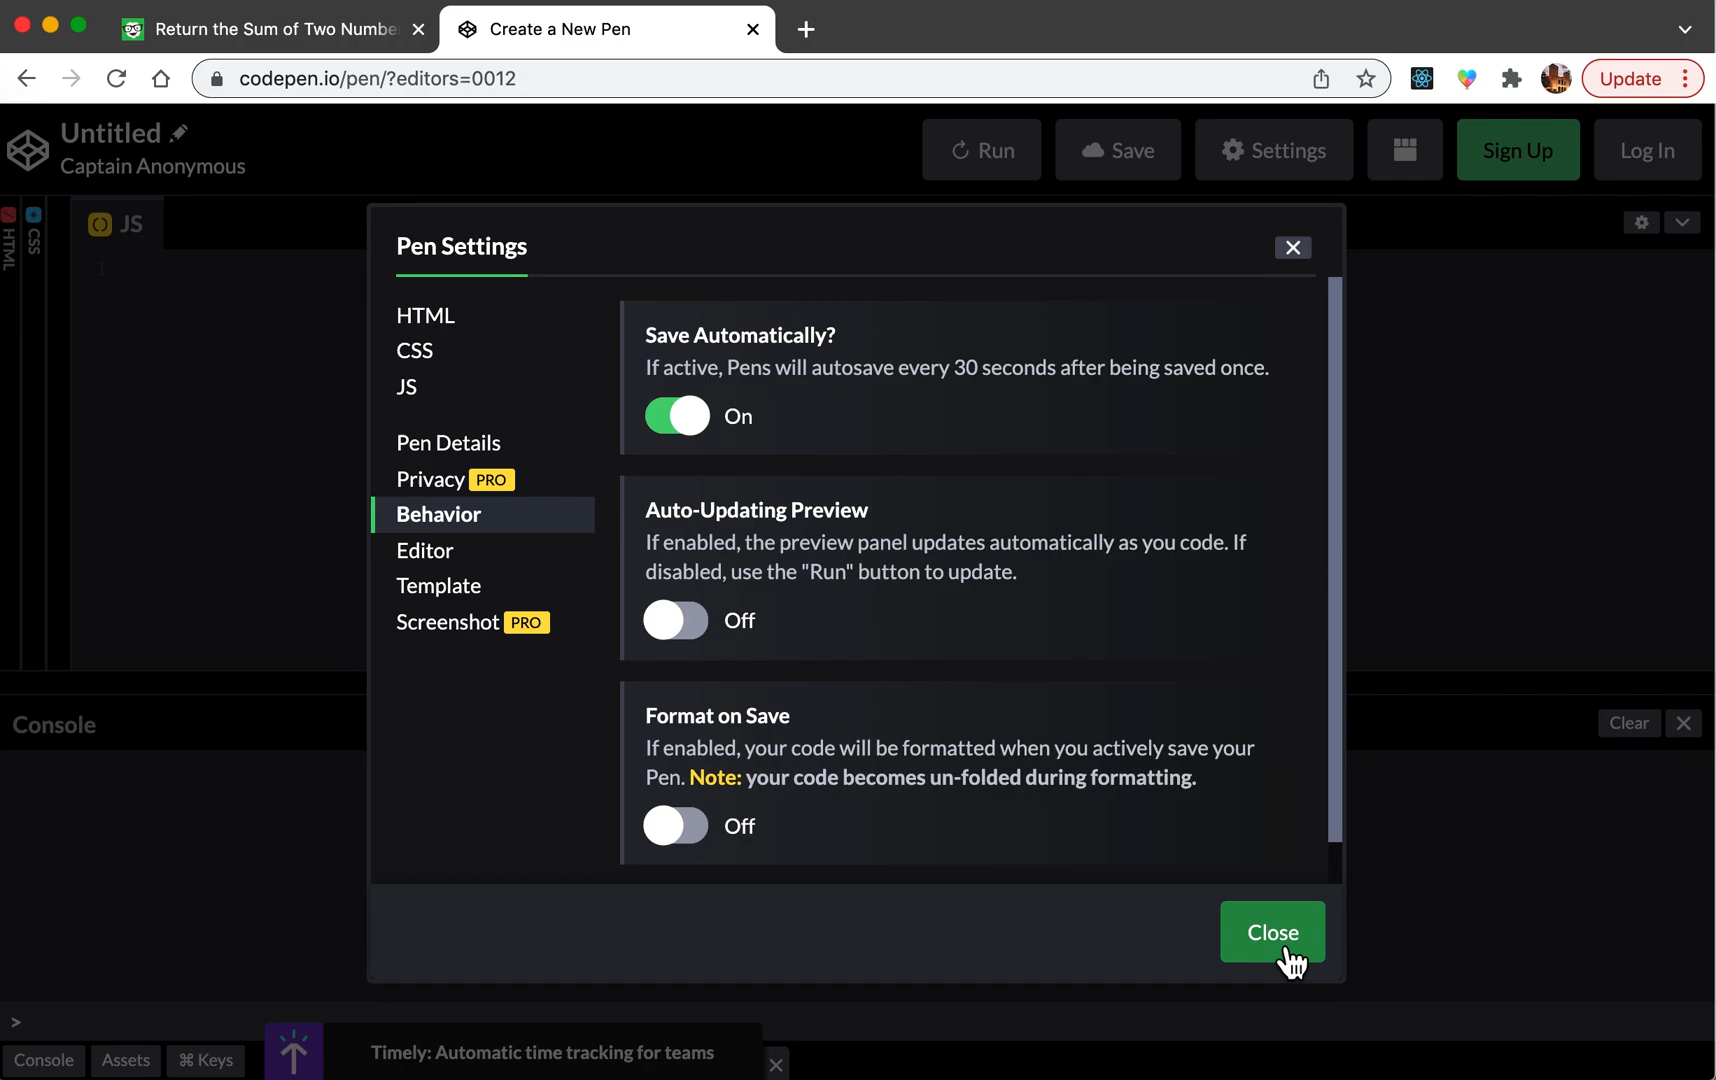 Return the Sum of Two Numbe
Create a New Pen
codepen.io/pen/?editors=0012
Update
Untitled
Captain Anonymous
Run
Save
Settings
Sign Up
Log In
HTML
CSS
JS
1
Pen Settings
HTML
CSS
JS
Pen Details
Privacy PRO
Behavior
Editor
Template
Screenshot PRO
Save Automatically?
If active, Pens will autosave every 30 seconds after being saved once.
On
Auto-Updating Preview
If enabled, the preview panel updates automatically as you code. If
disabled, use the "Run" button to update.
Off
Format on Save
If enabled, your code will be formatted when you actively save your
Pen. Note: your code becomes un-folded during formatting.
Off
Close
Console
Clear
>
Console
Assets
⌘ Keys
Timely: Automatic time tracking for teams